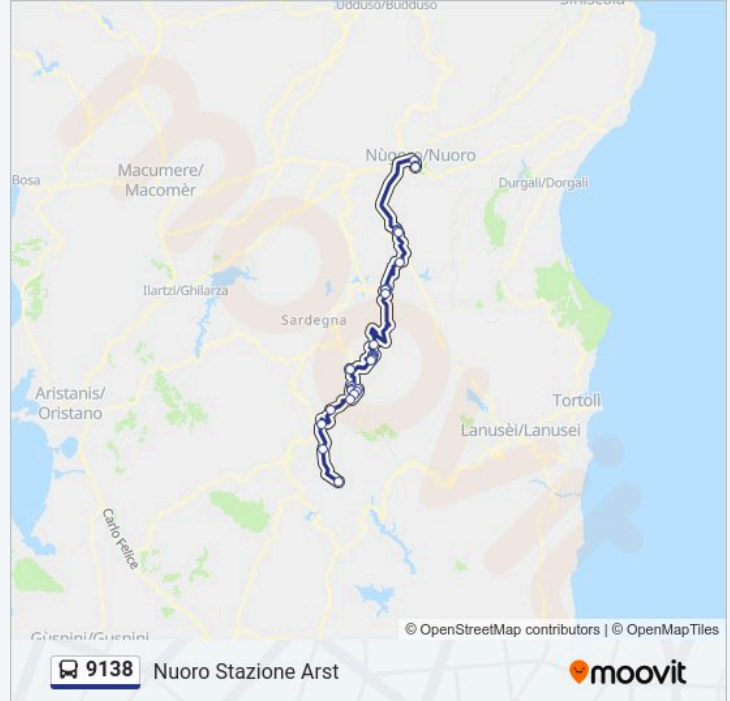 Udduso/Budduso
Nùgoro/Nuoro
Macumere/
Macomèr
Bosa
Durgali/Dorgali
Ilartzi/Ghilarza
Sardegna
Aristanis/
Oristano
Tortolì
Lanusèi/Lanusei
Carlo Felice
moovit
© OpenStreetMap contributors | © OpenMapTiles
Gùspini/Guspini
9138 Nuoro Stazione Arst
moovit